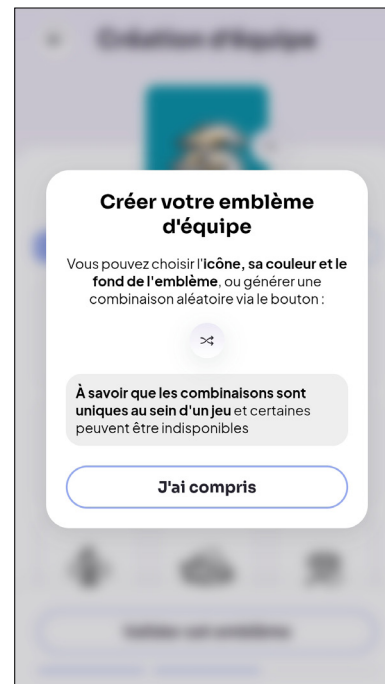 Création d'équipe
Créer votre emblème
d'équipe
Vous pouvez choisir l'icône, sa couleur et le
fond de l'emblème, ou générer une
combinaison aléatoire via le bouton :
À savoir que les combinaisons sont
uniques au sein d'un jeu et certaines
peuvent être indisponibles
J'ai compris